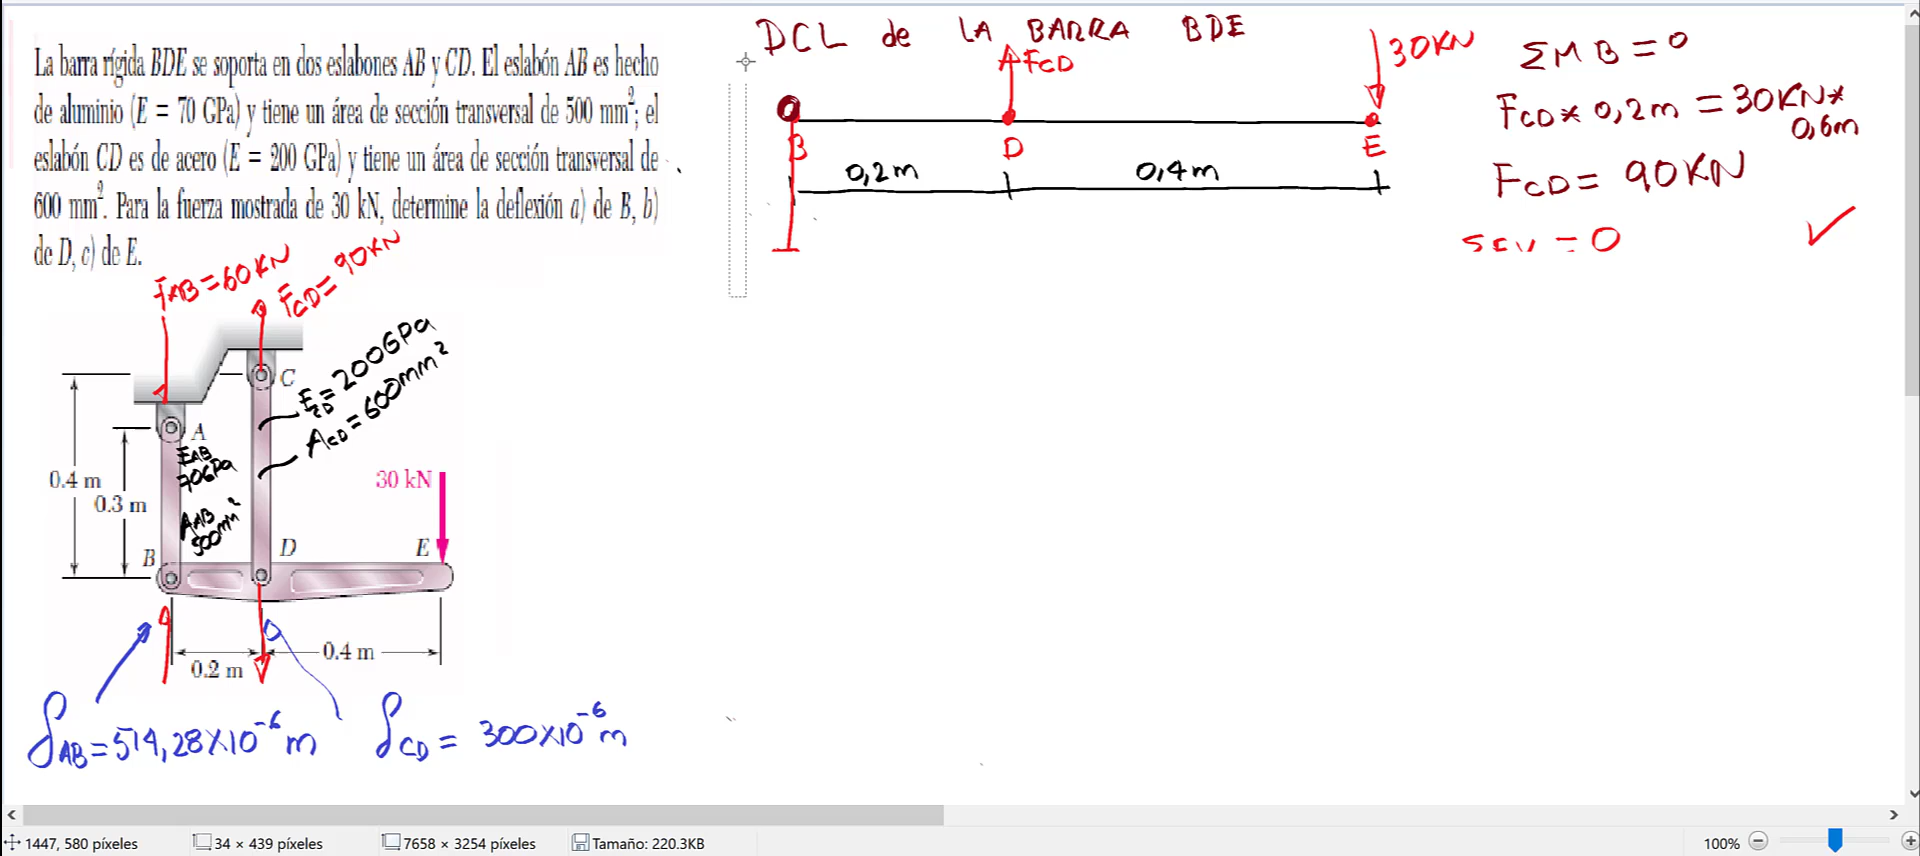 La barra rígida BDE se soporta en dos eslabones AB y CD. El eslabón AB es hecho
de aluminio (E = 70 GPa) y tiene un área de sección transversal de 500 mm²; el
eslabón CD es de acero (E = 200 GPa) y tiene un área de sección transversal de
600 mm². Para la fuerza mostrada de 30 kN, determine la deflexión a) de B, b)
de D, c) de E.
FAB=60KN
FCD=90KN
C
ECD=200GPa
ACD=600mm²
A
EAB
70GPa
AAB
500mm²
0.4 m
0.3 m
30 kN
B
D
E
0.2 m
0.4 m
δAB=514,28×10⁻⁶ m
δCD= 300×10⁻⁶ m
DCL de LA BARRA BDE
FCD
30KN
B
D
E
0,2m
0,4m
ΣMB=0
FCD* 0,2m = 30KN*
0,6m
FCD= 90KN
=0
1447, 580 píxeles
34 × 439 píxeles
7658 × 3254 píxeles
Tamaño: 220.3KB
100%